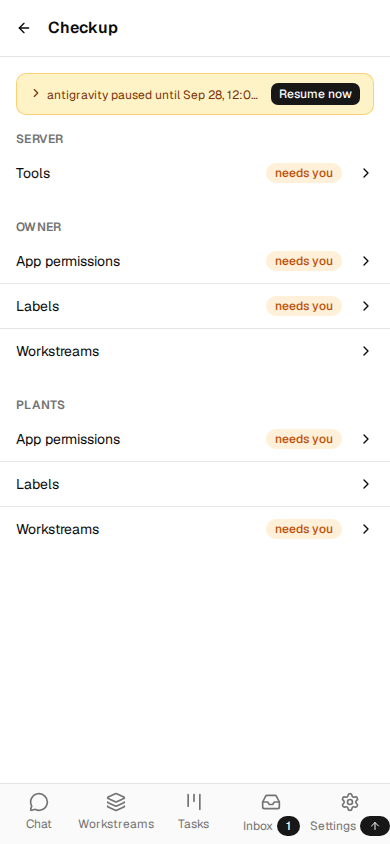 Checkup
antigravity paused until Sep 28, 12:0...
Resume now
SERVER
Tools
needs you
OWNER
App permissions
needs you
Labels
needs you
Workstreams
PLANTS
App permissions
needs you
Labels
Workstreams
needs you
Chat
Workstreams
Tasks
Inbox 1
Settings